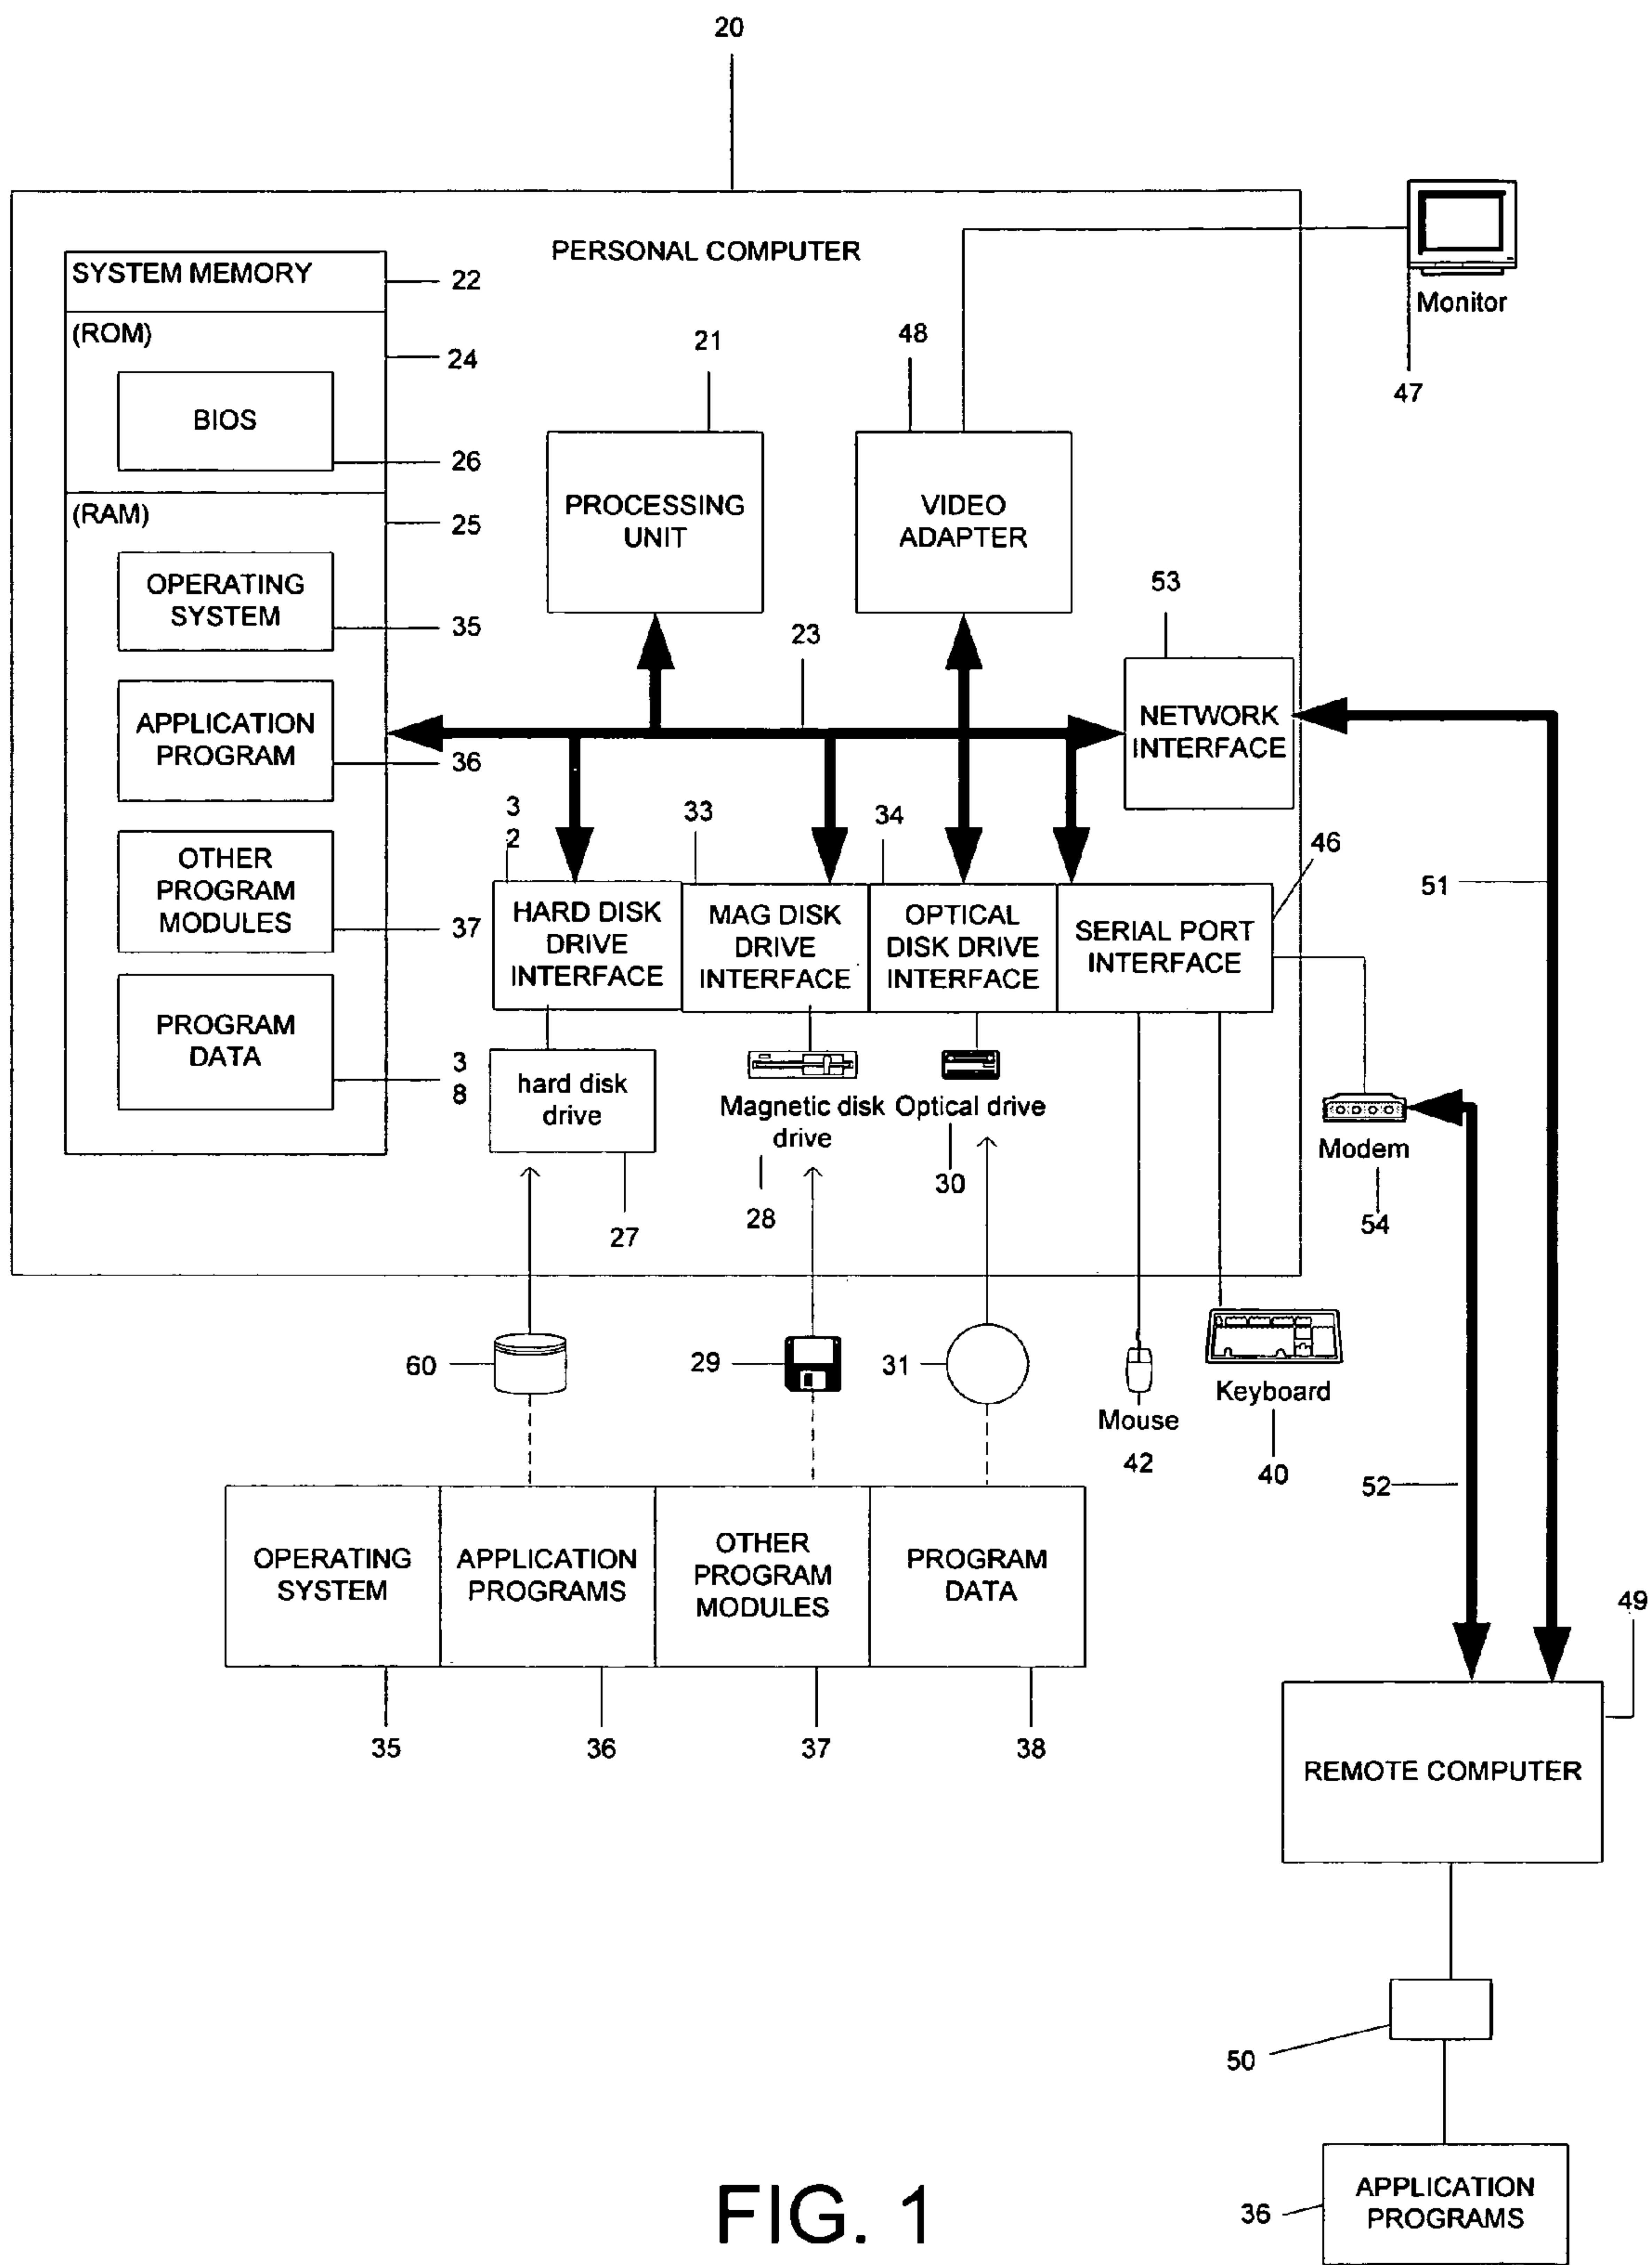 20
PERSONAL COMPUTER
SYSTEM MEMORY
22
(ROM)
24
BIOS
26
(RAM)
25
OPERATING
SYSTEM
35
APPLICATION
PROGRAM
36
OTHER
PROGRAM
MODULES
37
PROGRAM
DATA
3
8
21
PROCESSING
UNIT
48
VIDEO
ADAPTER
Monitor
47
23
53
NETWORK
INTERFACE
3
2
HARD DISK
DRIVE
INTERFACE
33
MAG DISK
DRIVE
INTERFACE
34
OPTICAL
DISK DRIVE
INTERFACE
46
SERIAL PORT
INTERFACE
51
hard disk
drive
27
Magnetic disk
drive
28
Optical drive
30
Modem
54
60
29
31
Mouse
42
Keyboard
40
52
OPERATING
SYSTEM
APPLICATION
PROGRAMS
OTHER
PROGRAM
MODULES
PROGRAM
DATA
35
36
37
38
49
REMOTE COMPUTER
50
36
APPLICATION
PROGRAMS
FIG. 1